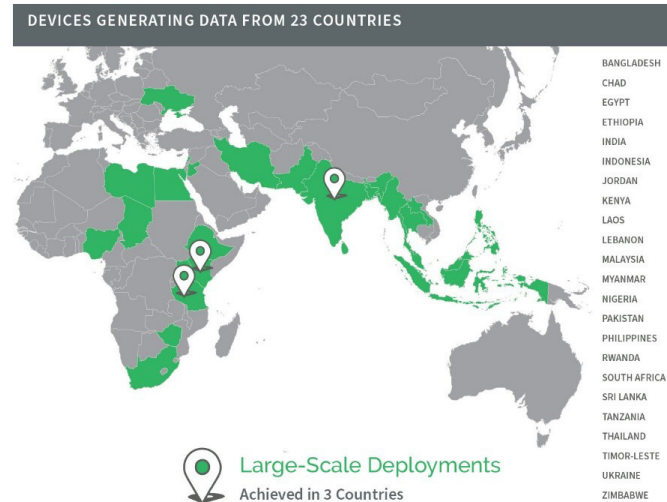 DEVICES GENERATING DATA FROM 23 COUNTRIES
BANGLADESH
CHAD
EGYPT
ETHIOPIA
INDIA
INDONESIA
JORDAN
KENYA
LAOS
LEBANON
MALAYSIA
MYANMAR
NIGERIA
PAKISTAN
PHILIPPINES
RWANDA
SOUTH AFRICA
SRI LANKA
TANZANIA
THAILAND
TIMOR-LESTE
UKRAINE
ZIMBABWE
Large-Scale Deployments
Achieved in 3 Countries